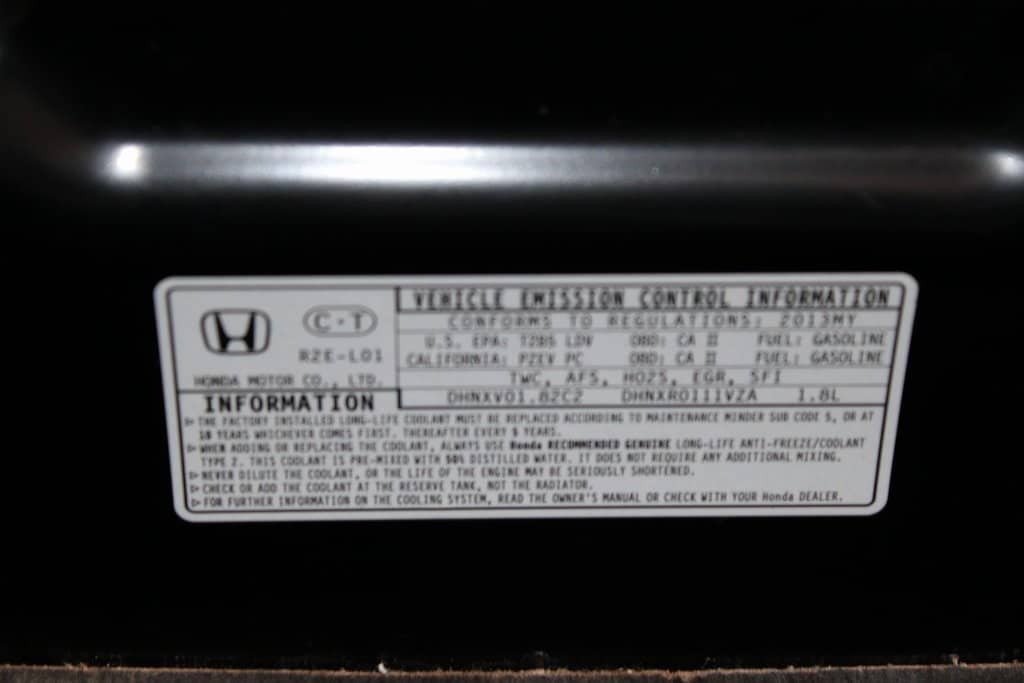 VEHICLE EMISSION CONTROL INFORMATION
C·T
CONFORMS TO REGULATIONS: 2013MY
R2E-L01
U.S. EPA: T2B5 LDV OBD: CA II FUEL: GASOLINE
CALIFORNIA: PZEV PC OBD: CA II FUEL: GASOLINE
HONDA MOTOR CO., LTD.
TWC, AFS, HO2S, EGR, SFI
DHNXV01.82C2 DHNXR0111VZA 1.8L
INFORMATION
▷THE FACTORY INSTALLED LONG-LIFE COOLANT MUST BE REPLACED ACCORDING TO MAINTENANCE MINDER SUB CODE 5, OR AT
10 YEARS WHICHEVER COMES FIRST. THEREAFTER EVERY 5 YEARS.
▷WHEN ADDING OR REPLACING THE COOLANT, ALWAYS USE Honda RECOMMENDED GENUINE LONG-LIFE ANTI-FREEZE/COOLANT
TYPE 2. THIS COOLANT IS PRE-MIXED WITH 50% DISTILLED WATER. IT DOES NOT REQUIRE ANY ADDITIONAL MIXING.
▷NEVER DILUTE THE COOLANT, OR THE LIFE OF THE ENGINE MAY BE SERIOUSLY SHORTENED.
▷CHECK OR ADD THE COOLANT AT THE RESERVE TANK, NOT THE RADIATOR.
▷FOR FURTHER INFORMATION ON THE COOLING SYSTEM, READ THE OWNER'S MANUAL OR CHECK WITH YOUR Honda DEALER.